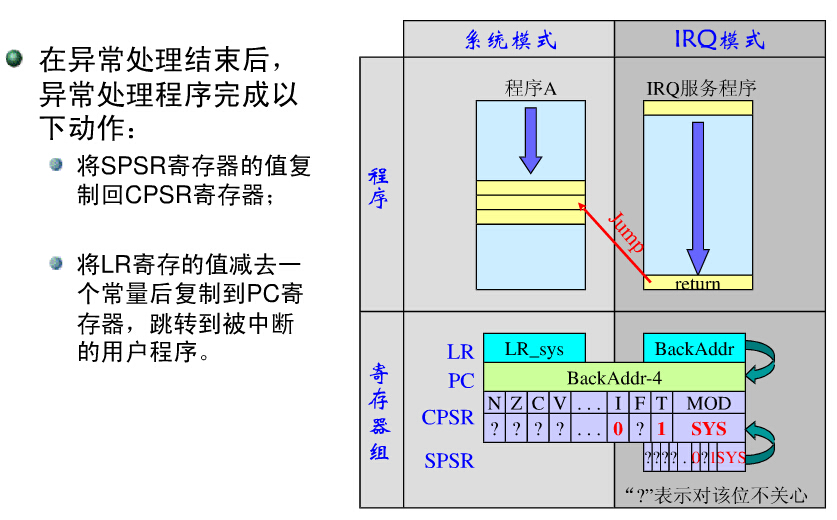 在异常处理结束后，
异常处理程序完成以
下动作：
将SPSR寄存器的值复
制回CPSR寄存器；
将LR寄存的值减去一
个常量后复制到PC寄
存器，跳转到被中断
的用户程序。
系统模式
IRQ模式
程序
程序A
IRQ服务程序
Jump
return
寄存器组
LR
LR_sys
BackAddr
PC
BackAddr-4
CPSR
N Z C V ... I F T MOD
? ? ? ? ... 0 ? 1 SYS
SPSR
???? . 0?1SYS
“?”表示对该位不关心